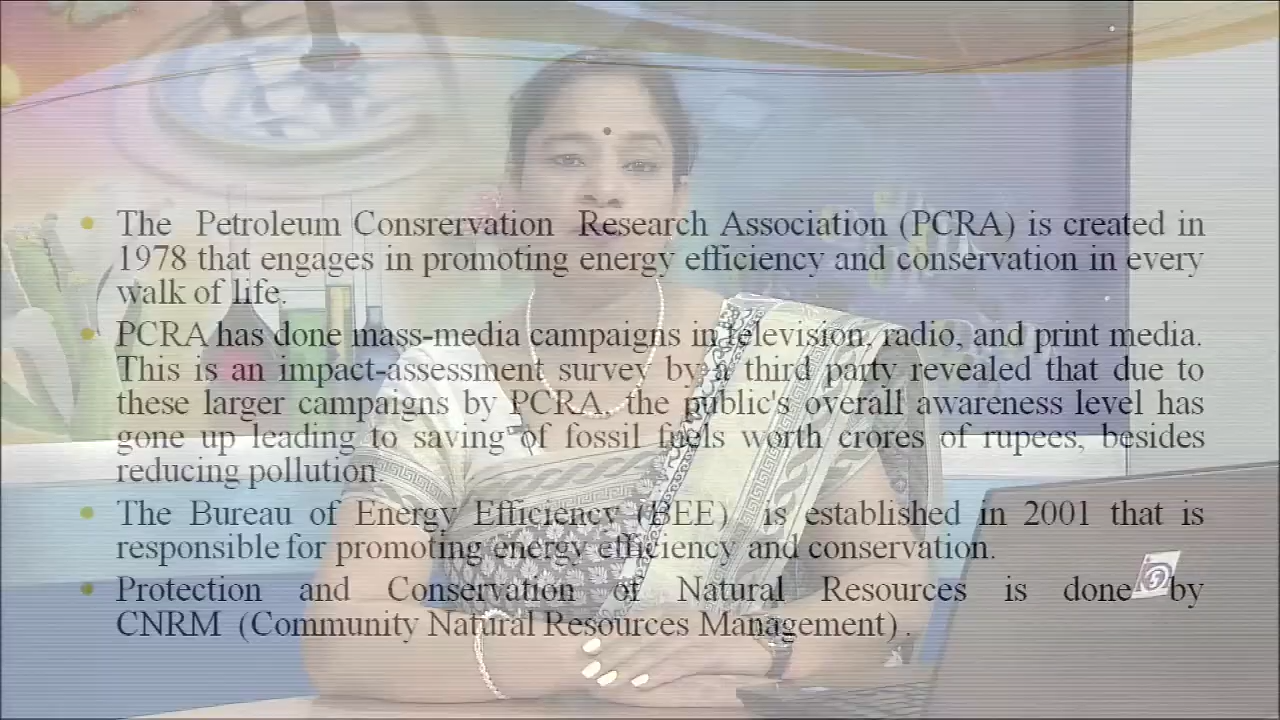 The Petroleum Consrervation Research Association (PCRA) is created in
1978 that engages in promoting energy efficiency and conservation in every
walk of life.
PCRA has done mass-media campaigns in television, radio, and print media.
This is an impact-assessment survey by a third party revealed that due to
these larger campaigns by PCRA, the public's overall awareness level has
gone up leading to saving of fossil fuels worth crores of rupees, besides
reducing pollution.
The Bureau of Energy Efficiency (BEE) is established in 2001 that is
responsible for promoting energy efficiency and conservation.
Protection and Conservation of Natural Resources is done by
CNRM (Community Natural Resources Management) .